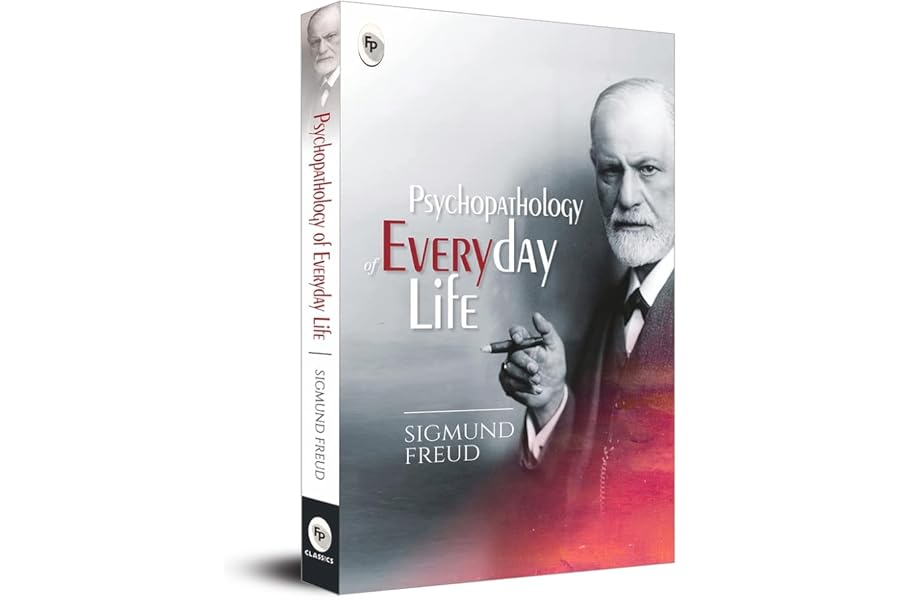 FP
Psychopathology
of Everyday
Life
SIGMUND
FREUD
Psychopathology of Everyday Life | SIGMUND FREUD
FP
CLASSICS